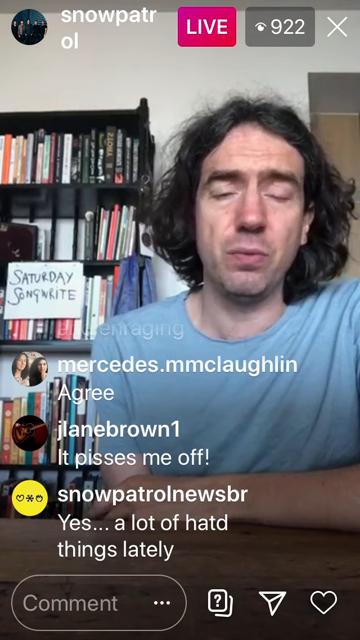 snowpatr
ol
LIVE
922
SATURDAY
SONGWRITE
mercedes.mmclaughlin
Agree
jlanebrown1
It pisses me off!
snowpatrolnewsbr
Yes... a lot of hatd
things lately
Comment